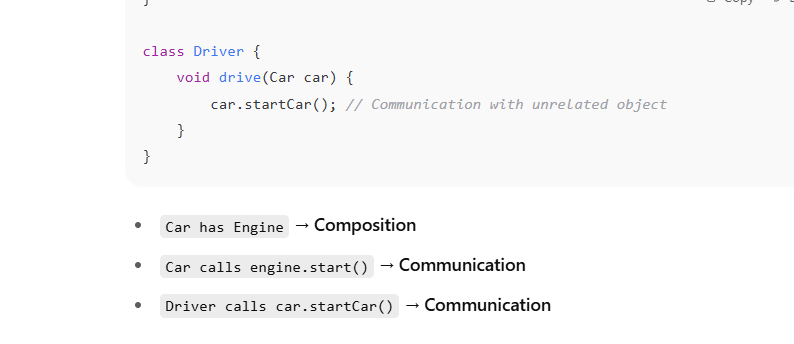 }
Copy
class Driver {
void drive(Car car) {
car.startCar(); // Communication with unrelated object
}
}
• Car has Engine → Composition
• Car calls engine.start() → Communication
• Driver calls car.startCar() → Communication